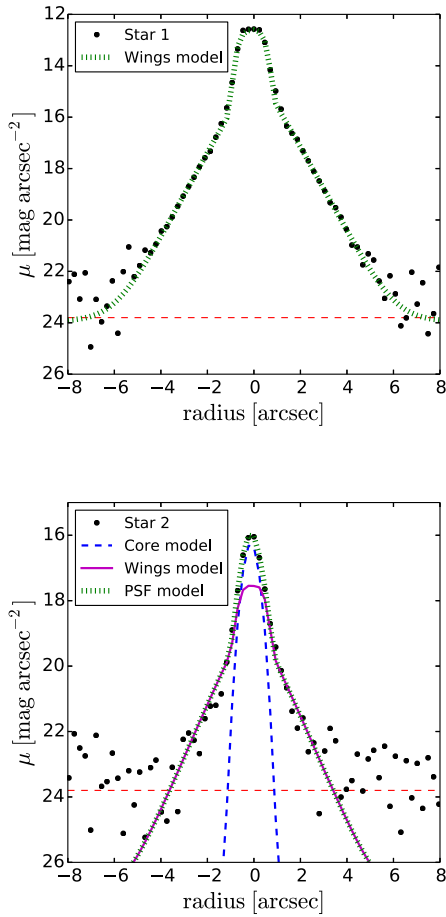 12
14
16
18
20
22
24
26
μ [mag arcsec⁻²]
Star 1
Wings model
−8 −6 −4 −2 0 2 4 6 8
radius [arcsec]
16
18
20
22
24
26
μ [mag arcsec⁻²]
Star 2
Core model
Wings model
PSF model
−8 −6 −4 −2 0 2 4 6 8
radius [arcsec]